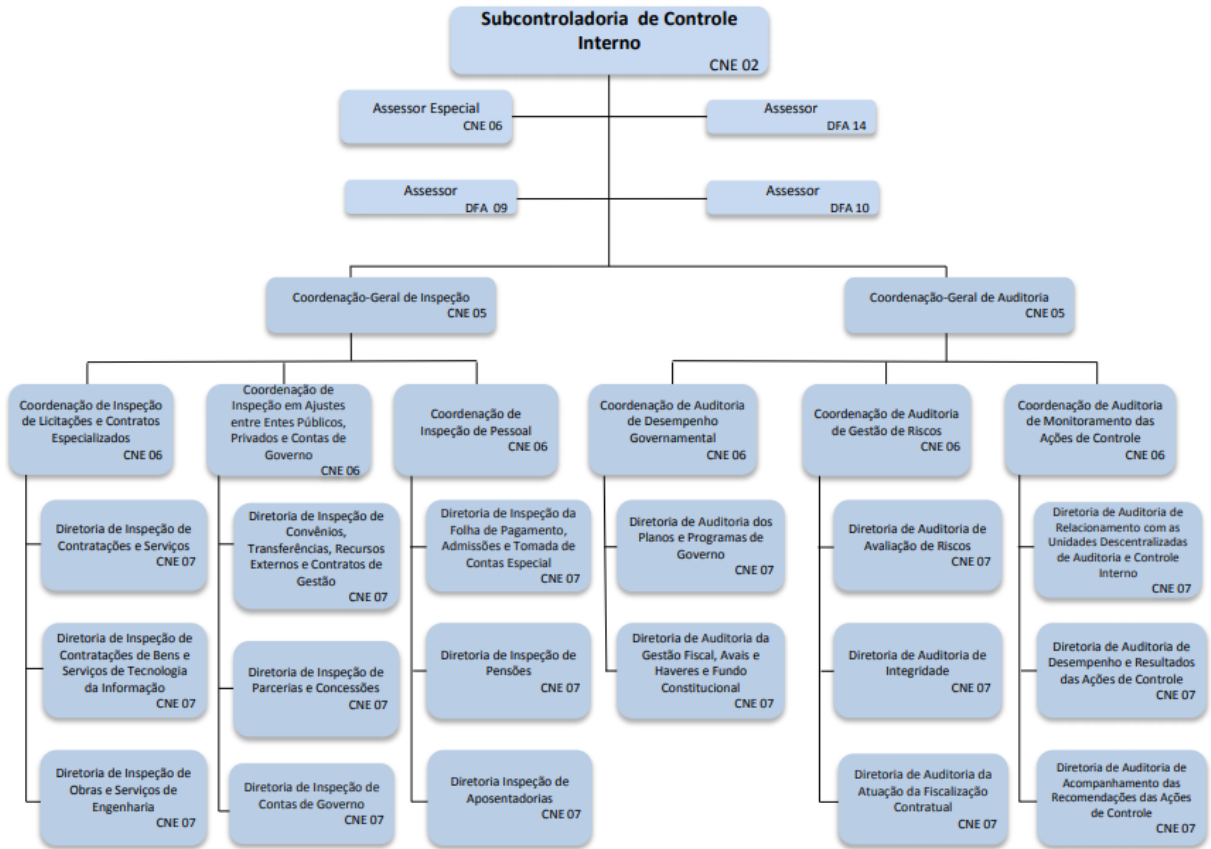 Subcontroladoria de Controle
Interno
CNE 02
Assessor Especial
CNE 06
Assessor
DFA 14
Assessor
DFA 09
Assessor
DFA 10
Coordenação-Geral de Inspeção
CNE 05
Coordenação-Geral de Auditoria
CNE 05
Coordenação de Inspeção
de Licitações e Contratos
Especializados
CNE 06
Coordenação de
Inspeção em Ajustes
entre Entes Públicos,
Privados e Contas de
Governo
CNE 06
Coordenação de
Inspeção de Pessoal
CNE 06
Coordenação de Auditoria
de Desempenho
Governamental
CNE 06
Coordenação de Auditoria
de Gestão de Riscos
CNE 06
Coordenação de Auditoria
de Monitoramento das
Ações de Controle
CNE 06
Diretoria de Inspeção de
Contratações e Serviços
CNE 07
Diretoria de Inspeção de
Convênios,
Transferências, Recursos
Externos e Contratos de
Gestão
CNE 07
Diretoria de Inspeção da
Folha de Pagamento,
Admissões e Tomada de
Contas Especial
CNE 07
Diretoria de Auditoria dos
Planos e Programas de
Governo
CNE 07
Diretoria de Auditoria de
Avaliação de Riscos
CNE 07
Diretoria de Auditoria de
Relacionamento com as
Unidades Descentralizadas
de Auditoria e Controle
Interno
CNE 07
Diretoria de Inspeção de
Contratações de Bens e
Serviços de Tecnologia
da Informação
CNE 07
Diretoria de Inspeção de
Parcerias e Concessões
CNE 07
Diretoria de Inspeção de
Pensões
CNE 07
Diretoria de Auditoria da
Gestão Fiscal, Avais e
Haveres e Fundo
Constitucional
CNE 07
Diretoria de Auditoria de
Integridade
CNE 07
Diretoria de Auditoria de
Desempenho e Resultados
das Ações de Controle
CNE 07
Diretoria de Inspeção de
Obras e Serviços de
Engenharia
CNE 07
Diretoria de Inspeção de
Contas de Governo
CNE 07
Diretoria Inspeção de
Aposentadorias
CNE 07
Diretoria de Auditoria da
Atuação da Fiscalização
Contratual
CNE 07
Diretoria de Auditoria de
Acompanhamento das
Recomendações das Ações
de Controle
CNE 07